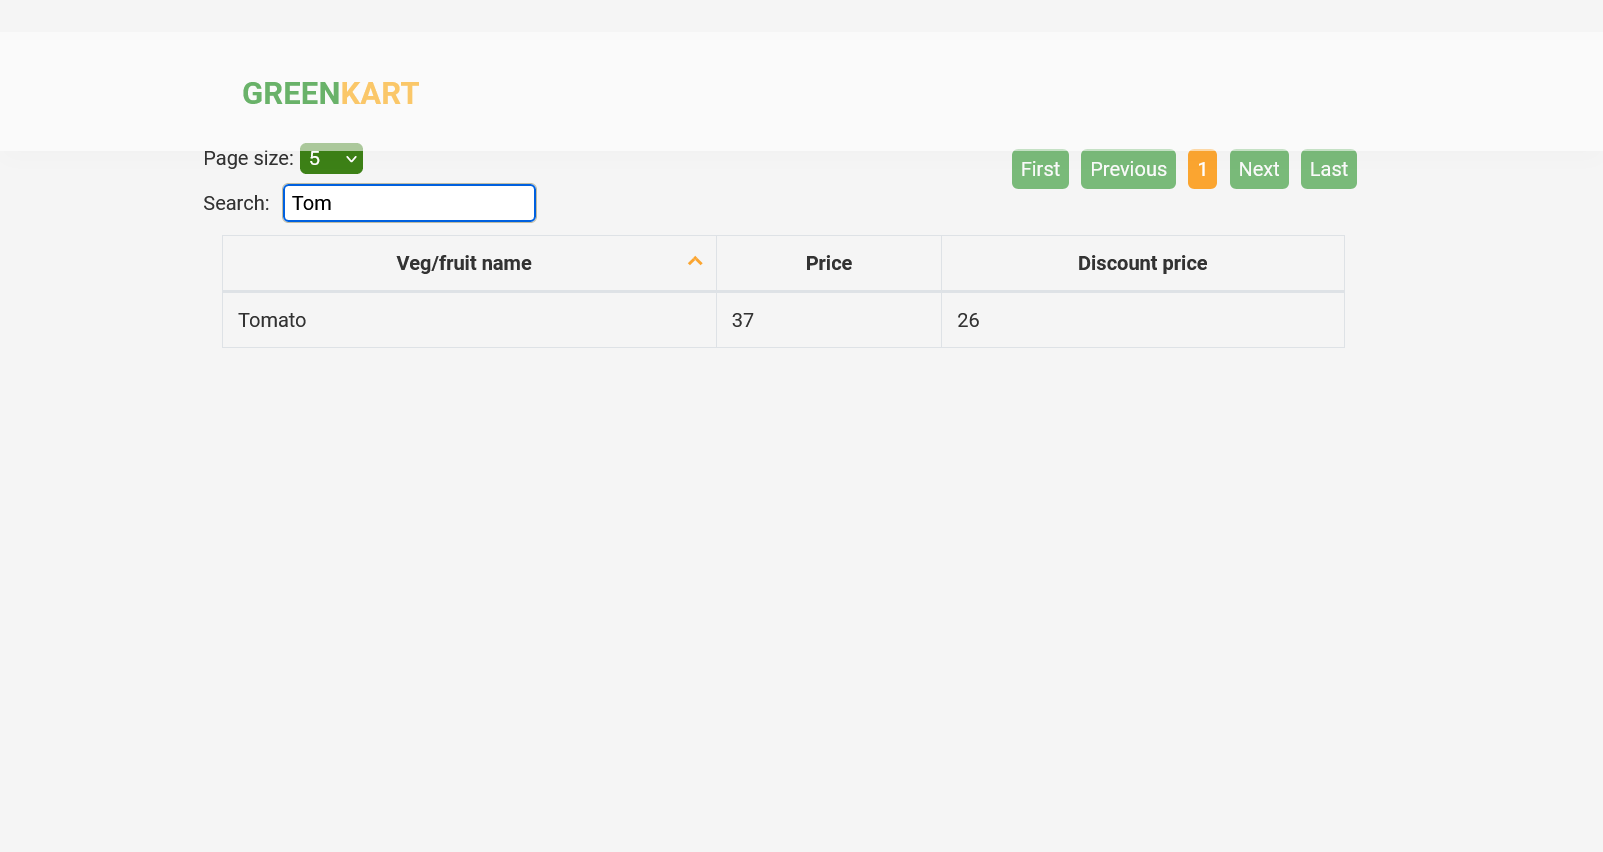 GREENKART
Page size: 5
First Previous 1 Next Last
Search: Tom
Veg/fruit name Price Discount price
Tomato 37 26